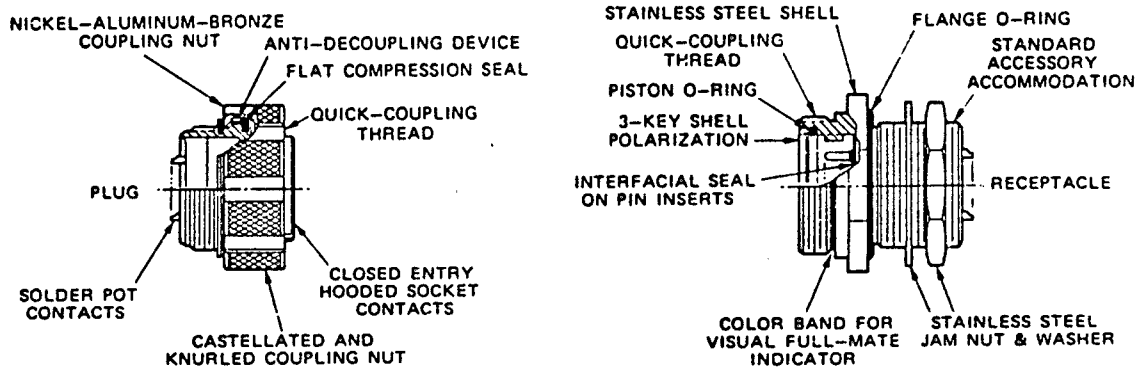 NICKEL-ALUMINUM-BRONZE
COUPLING NUT
ANTI-DECOUPLING DEVICE
FLAT COMPRESSION SEAL
QUICK-COUPLING
THREAD
PLUG
SOLDER POT
CONTACTS
CLOSED ENTRY
HOODED SOCKET
CONTACTS
CASTELLATED AND
KNURLED COUPLING NUT
STAINLESS STEEL SHELL
FLANGE O-RING
QUICK-COUPLING
THREAD
STANDARD
ACCESSORY
ACCOMMODATION
PISTON O-RING
3-KEY SHELL
POLARIZATION
INTERFACIAL SEAL
ON PIN INSERTS
RECEPTACLE
COLOR BAND FOR
VISUAL FULL-MATE
INDICATOR
STAINLESS STEEL
JAM NUT & WASHER